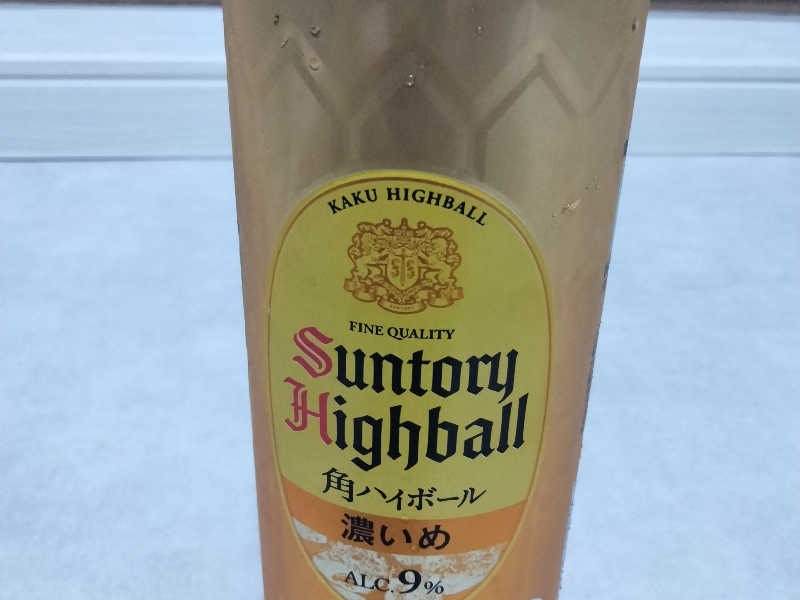 KAKU HIGHBALL
FINE QUALITY
Suntory
Highball
角ハイボール
濃いめ
ALC. 9%